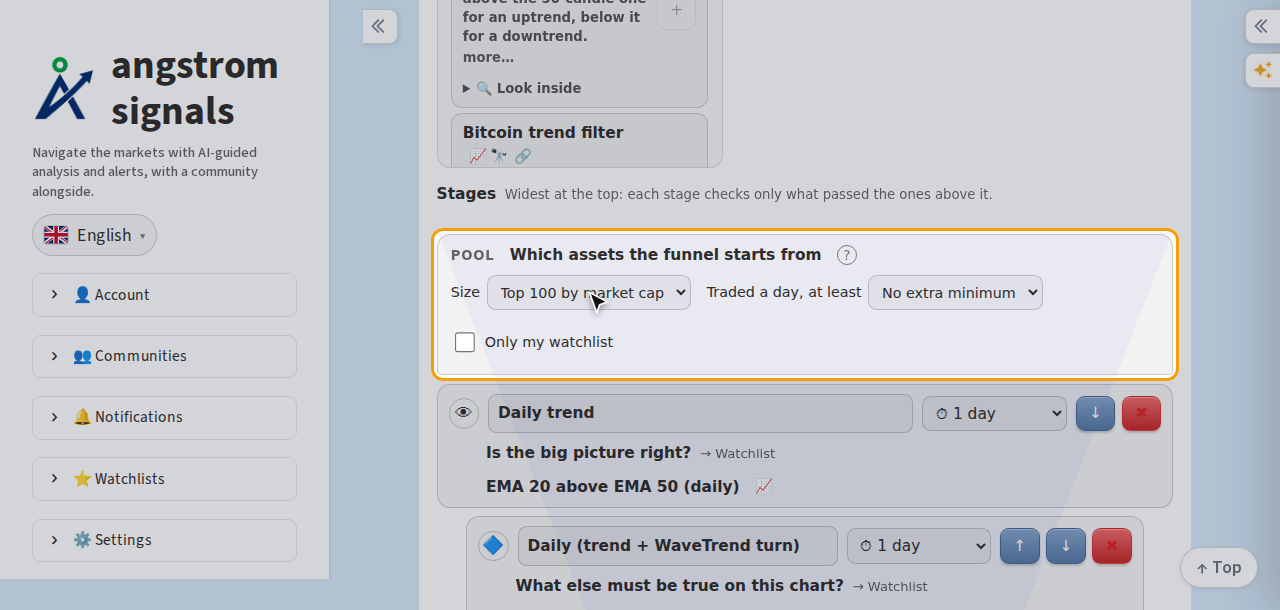 angstrom
signals
Navigate the markets with AI-guided
analysis and alerts, with a community
alongside.
English
Account
Communities
Notifications
Watchlists
Settings
above the 50-candle one
for an uptrend, below it
for a downtrend.
more...
Look inside
Bitcoin trend filter
Stages Widest at the top: each stage checks only what passed the ones above it.
POOL Which assets the funnel starts from ?
Size Top 100 by market cap Traded a day, at least No extra minimum
Only my watchlist
Daily trend 1 day
Is the big picture right? → Watchlist
EMA 20 above EMA 50 (daily)
Daily (trend + WaveTrend turn) 1 day
What else must be true on this chart? → Watchlist
↑ Top